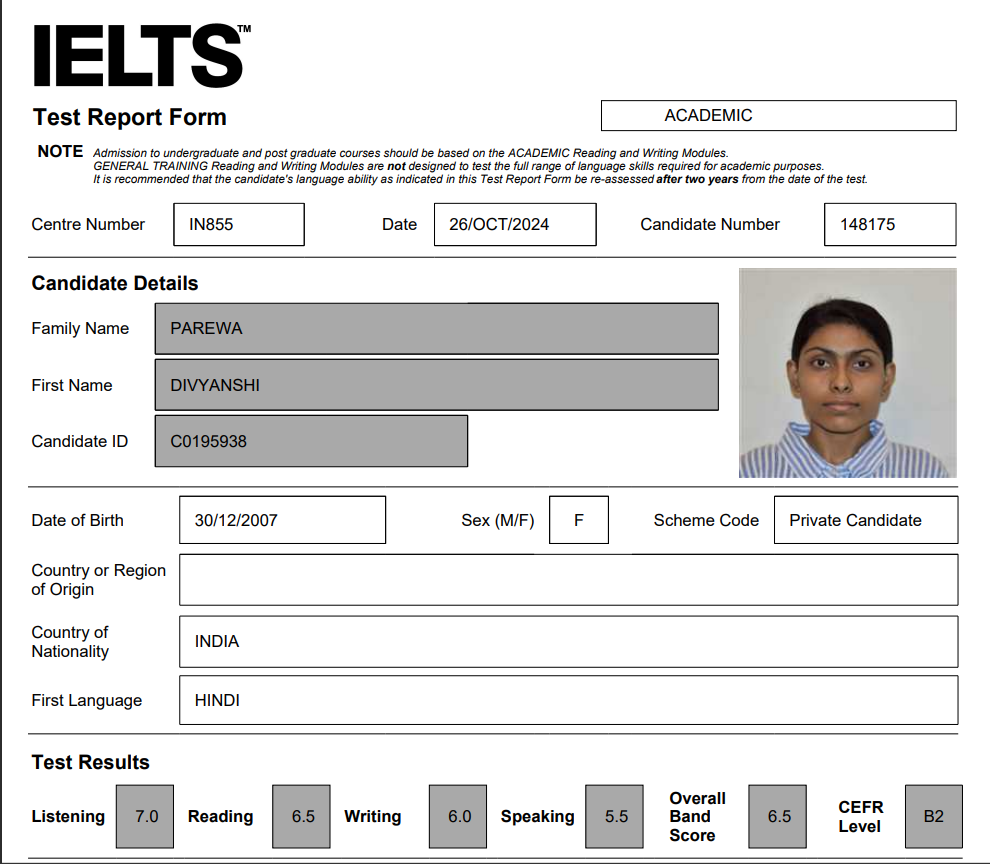 IELTS™
Test Report Form
ACADEMIC
NOTE Admission to undergraduate and post graduate courses should be based on the ACADEMIC Reading and Writing Modules.
GENERAL TRAINING Reading and Writing Modules are not designed to test the full range of language skills required for academic purposes.
It is recommended that the candidate's language ability as indicated in this Test Report Form be re-assessed after two years from the date of the test.
Centre Number IN855 Date 26/OCT/2024 Candidate Number 148175
Candidate Details
Family Name PAREWA
First Name DIVYANSHI
Candidate ID C0195938
Date of Birth 30/12/2007 Sex (M/F) F Scheme Code Private Candidate
Country or Region
of Origin
Country of
Nationality INDIA
First Language HINDI
Test Results
Listening 7.0 Reading 6.5 Writing 6.0 Speaking 5.5 Overall Band Score 6.5 CEFR Level B2